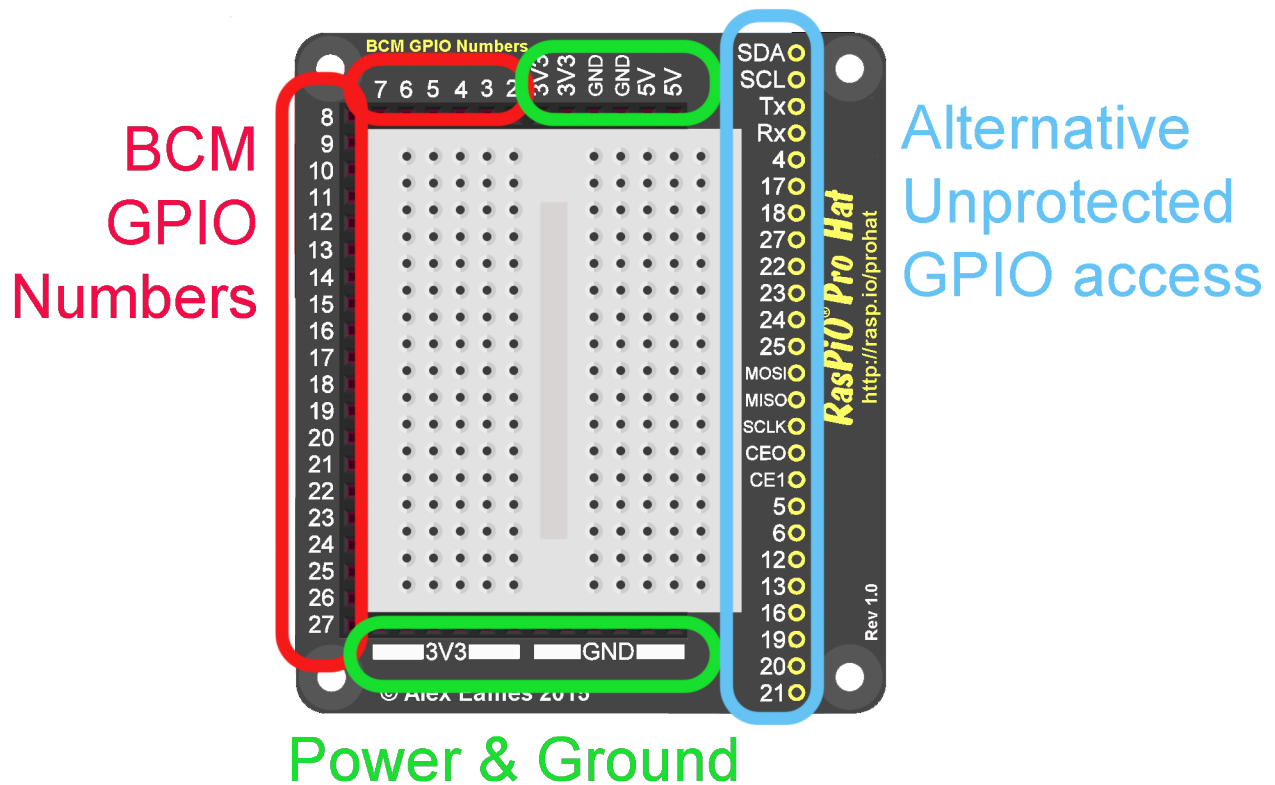 BCM GPIO Numbers
7 6 5 4 3 2 3V3 3V3 GND GND 5V 5V
8
9
10
11
12
13
14
15
16
17
18
19
20
21
22
23
24
25
26
27
BCM
GPIO
Numbers
SDA
SCL
Tx
Rx
4
17
18
27
22
23
24
25
MOSI
MISO
SCLK
CEO
CE1
5
6
12
13
16
19
20
21
RasPiO® Pro Hat
http://rasp.io/prohat
Rev 1.0
Alternative
Unprotected
GPIO access
3V3 GND
© Alex Eames 2015
Power & Ground